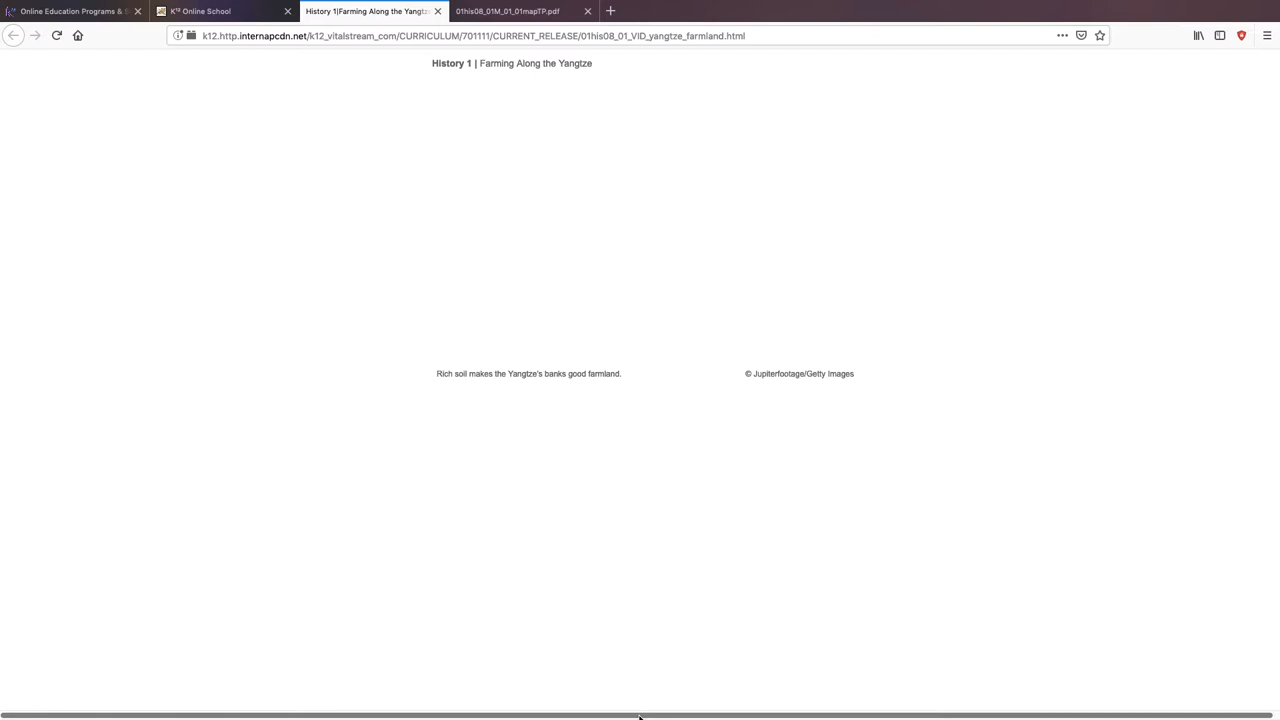 Online Education Programs & S
K¹² Online School
History 1|Farming Along the Yangtz
01his08_01M_01_01mapTP.pdf
k12.http.internapcdn.net/k12_vitalstream_com/CURRICULUM/701111/CURRENT_RELEASE/01his08_01_VID_yangtze_farmland.html
History 1 | Farming Along the Yangtze
Rich soil makes the Yangtze's banks good farmland.
© Jupiterfootage/Getty Images